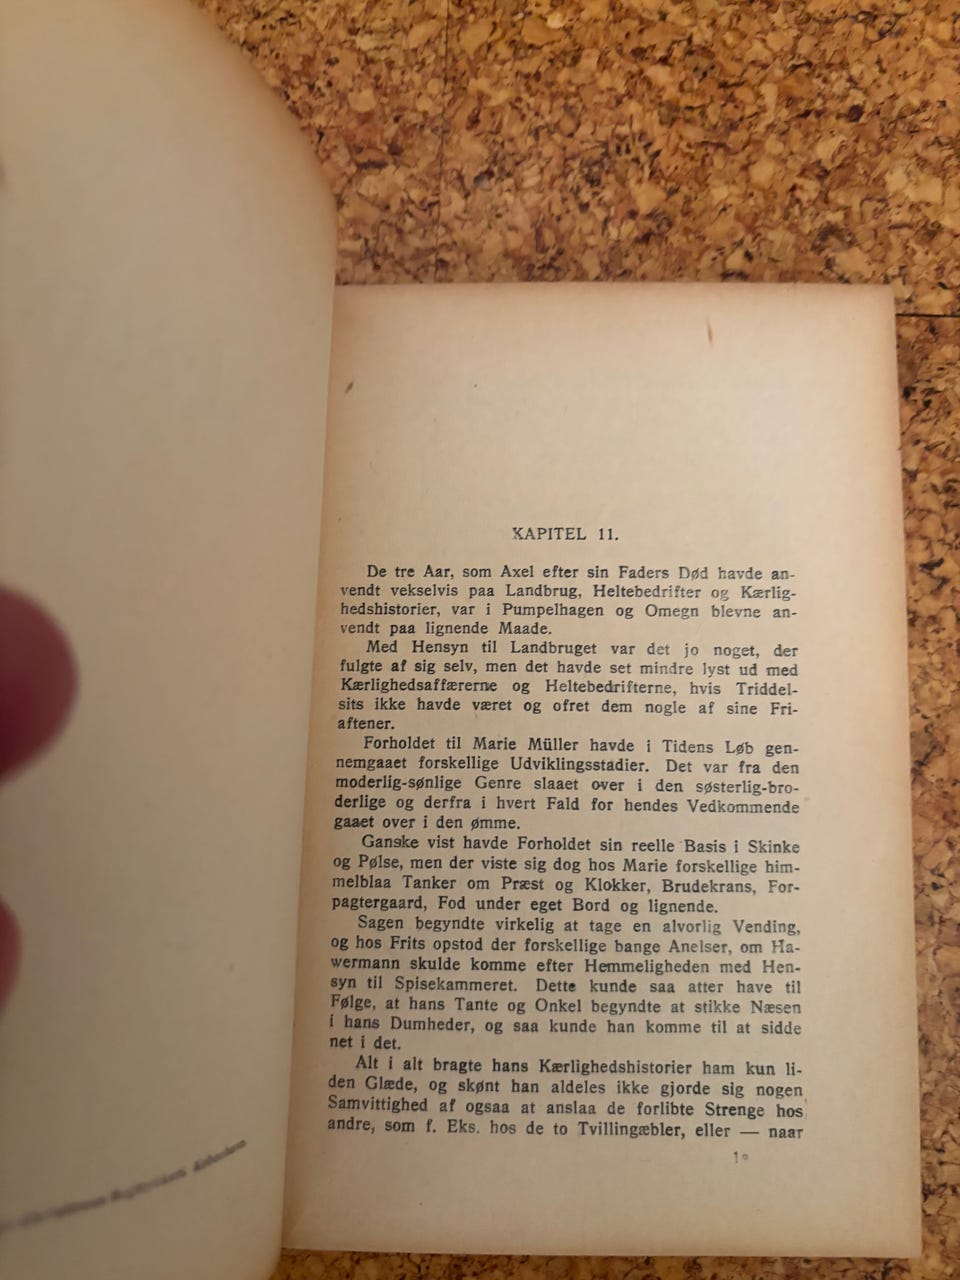 KAPITEL 11.
De tre Aar, som Axel efter sin Faders Død havde an-
vendt vekselvis paa Landbrug, Heltebedrifter og Kærlig-
hedshistorier, var i Pumpelhagen og Omegn blevne an-
vendt paa lignende Maade.
Med Hensyn til Landbruget var det jo noget, der
fulgte af sig selv, men det havde set mindre lyst ud med
Kærlighedsaffærerne og Heltebedrifterne, hvis Triddel-
sits ikke havde været og ofret dem nogle af sine Fri-
aftener.
Forholdet til Marie Müller havde i Tidens Løb gen-
nemgaaet forskellige Udviklingsstadier. Det var fra den
moderlig-sønlige Genre slaaet over i den søsterlig-bro-
derlige og derfra i hvert Fald for hendes Vedkommende
gaaet over i den ømme.
Ganske vist havde Forholdet sin reelle Basis i Skinke
og Pølse, men der viste sig dog hos Marie forskellige him-
melblaa Tanker om Præst og Klokker, Brudekrans, For-
pagtergaard, Fod under eget Bord og lignende.
Sagen begyndte virkelig at tage en alvorlig Vending,
og hos Frits opstod der forskellige bange Anelser, om Ha-
wermann skulde komme efter Hemmeligheden med Hen-
syn til Spisekammeret. Dette kunde saa atter have til
Følge, at hans Tante og Onkel begyndte at stikke Næsen
i hans Dumheder, og saa kunde han komme til at sidde
net i det.
Alt i alt bragte hans Kærlighedshistorier ham kun li-
den Glæde, og skønt han aldeles ikke gjorde sig nogen
Samvittighed af ogsaa at anslaa de forlibte Strenge hos
andre, som f. Eks. hos de to Tvillingæbler, eller — naar
1*